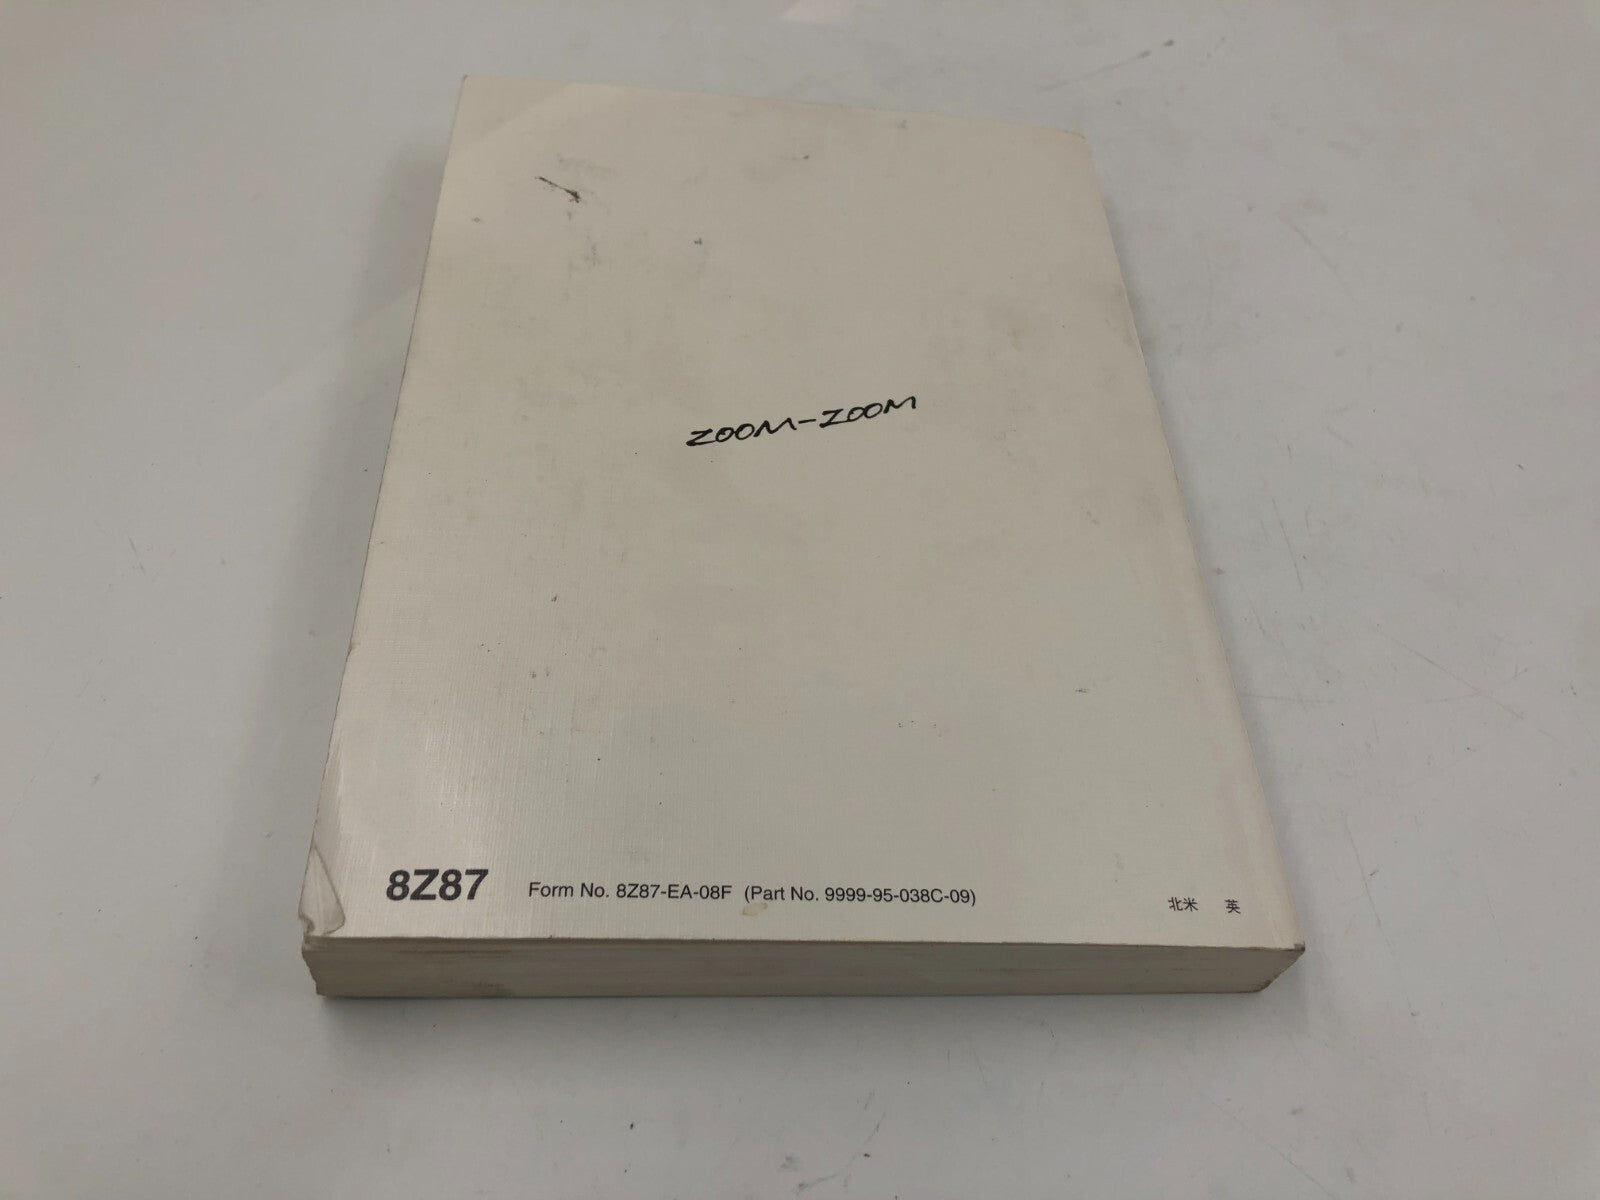 ZOOM-ZOOM
8Z87 Form No. 8Z87-EA-08F (Part No. 9999-95-038C-09) 北米 英